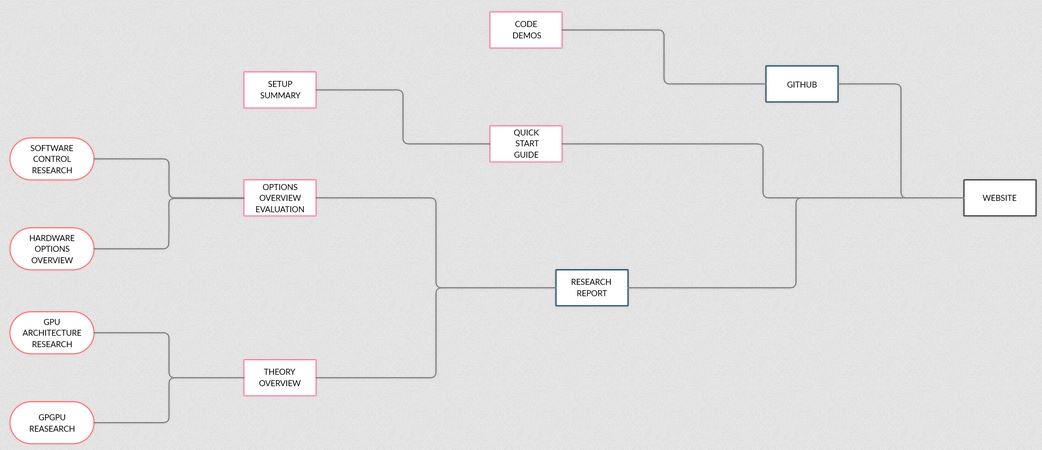 CODE
DEMOS
SETUP
SUMMARY
GITHUB
QUICK
START
GUIDE
SOFTWARE
CONTROL
RESEARCH
OPTIONS
OVERVIEW
EVALUATION
WEBSITE
HARDWARE
OPTIONS
OVERVIEW
RESEARCH
REPORT
GPU
ARCHITECTURE
RESEARCH
THEORY
OVERVIEW
GPGPU
REASEARCH